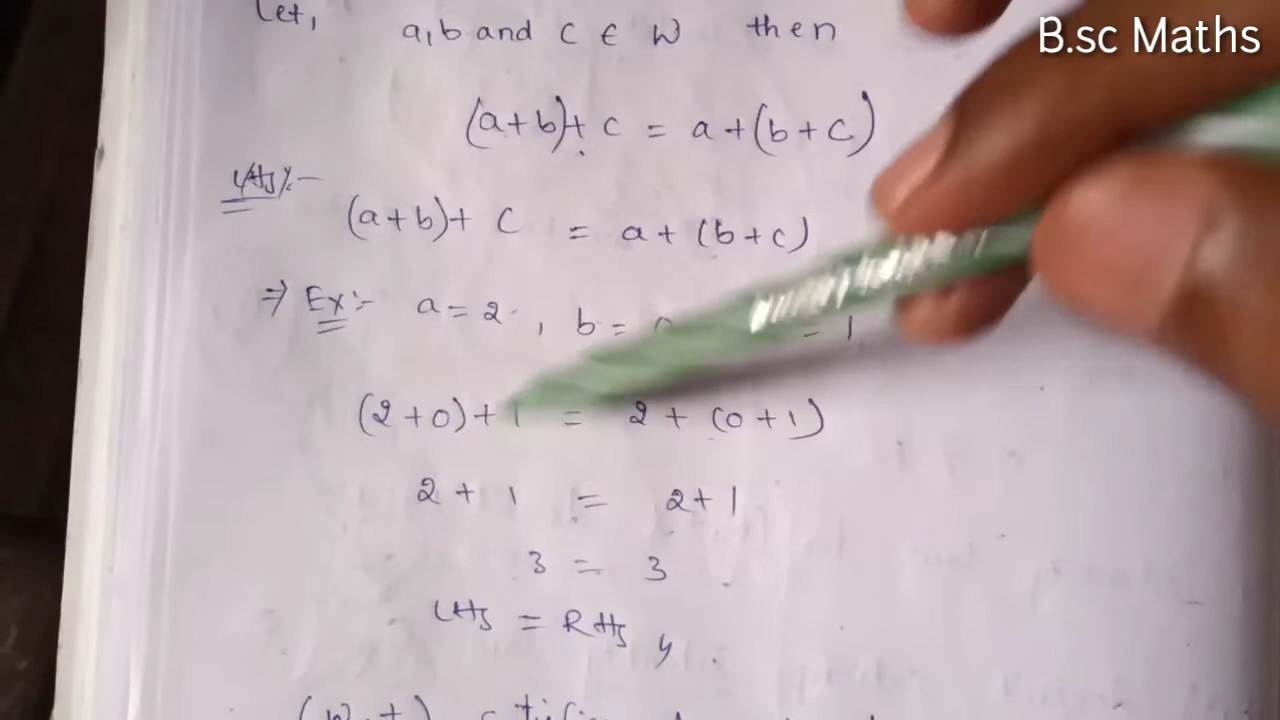 Let, a,b and c ∈ W then
B.sc Maths
(a+b)+ c = a+(b+c)
LHS:-
(a+b)+ c = a+(b+c)
⇒ Ex:- a=2, b= = 1
(2+0)+1 = 2+(0+1)
2+1 = 2+1
3 = 3
LHS = RHS